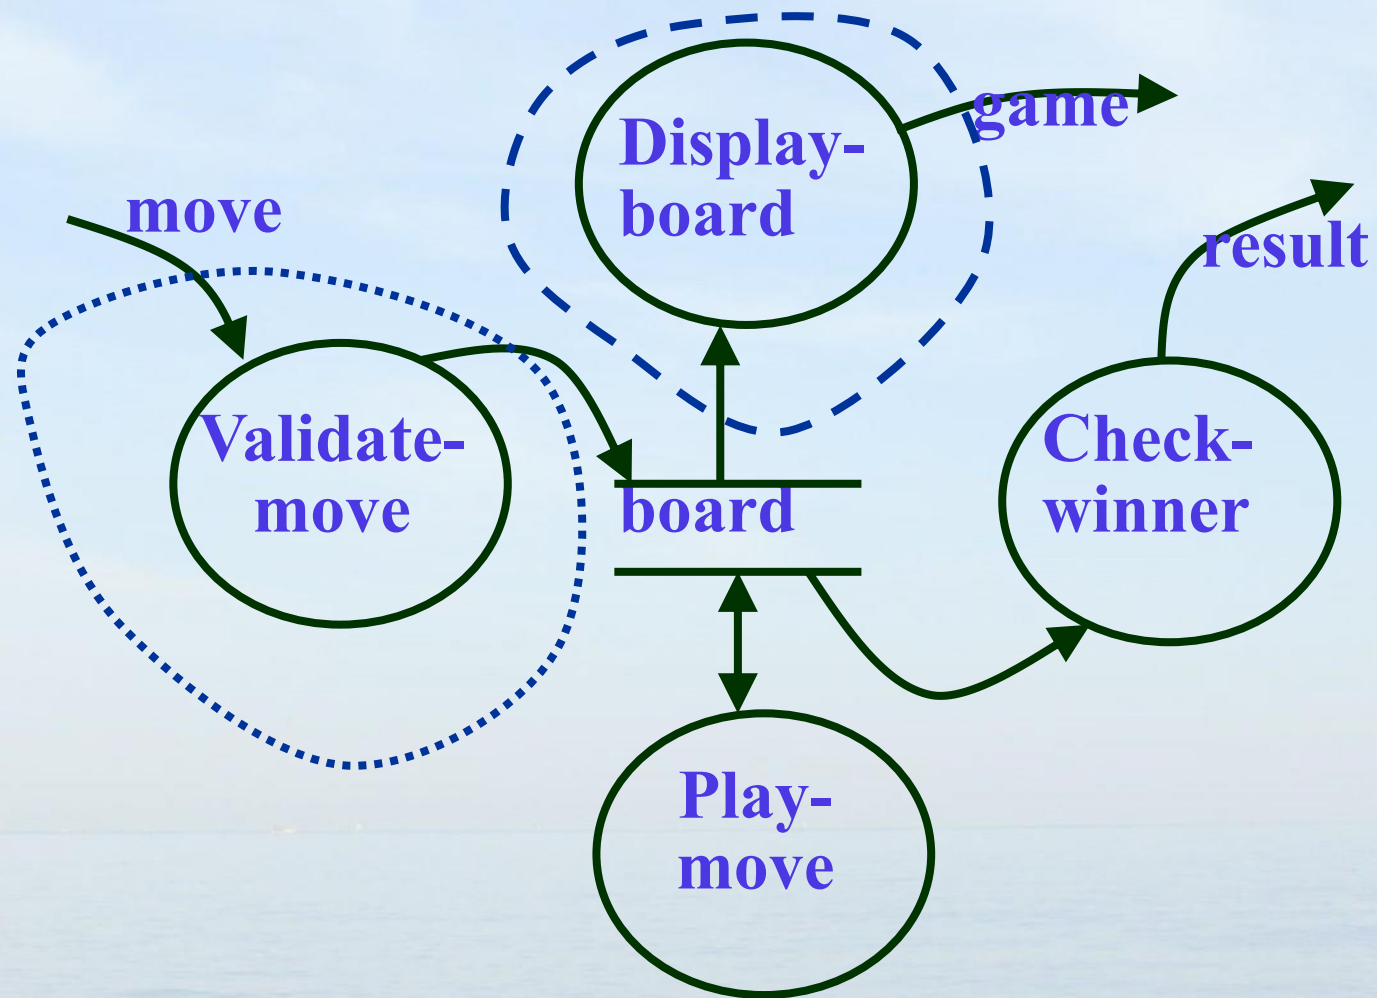 Display-
board
game
move
result
Validate-
move
board
Check-
winner
Play-
move